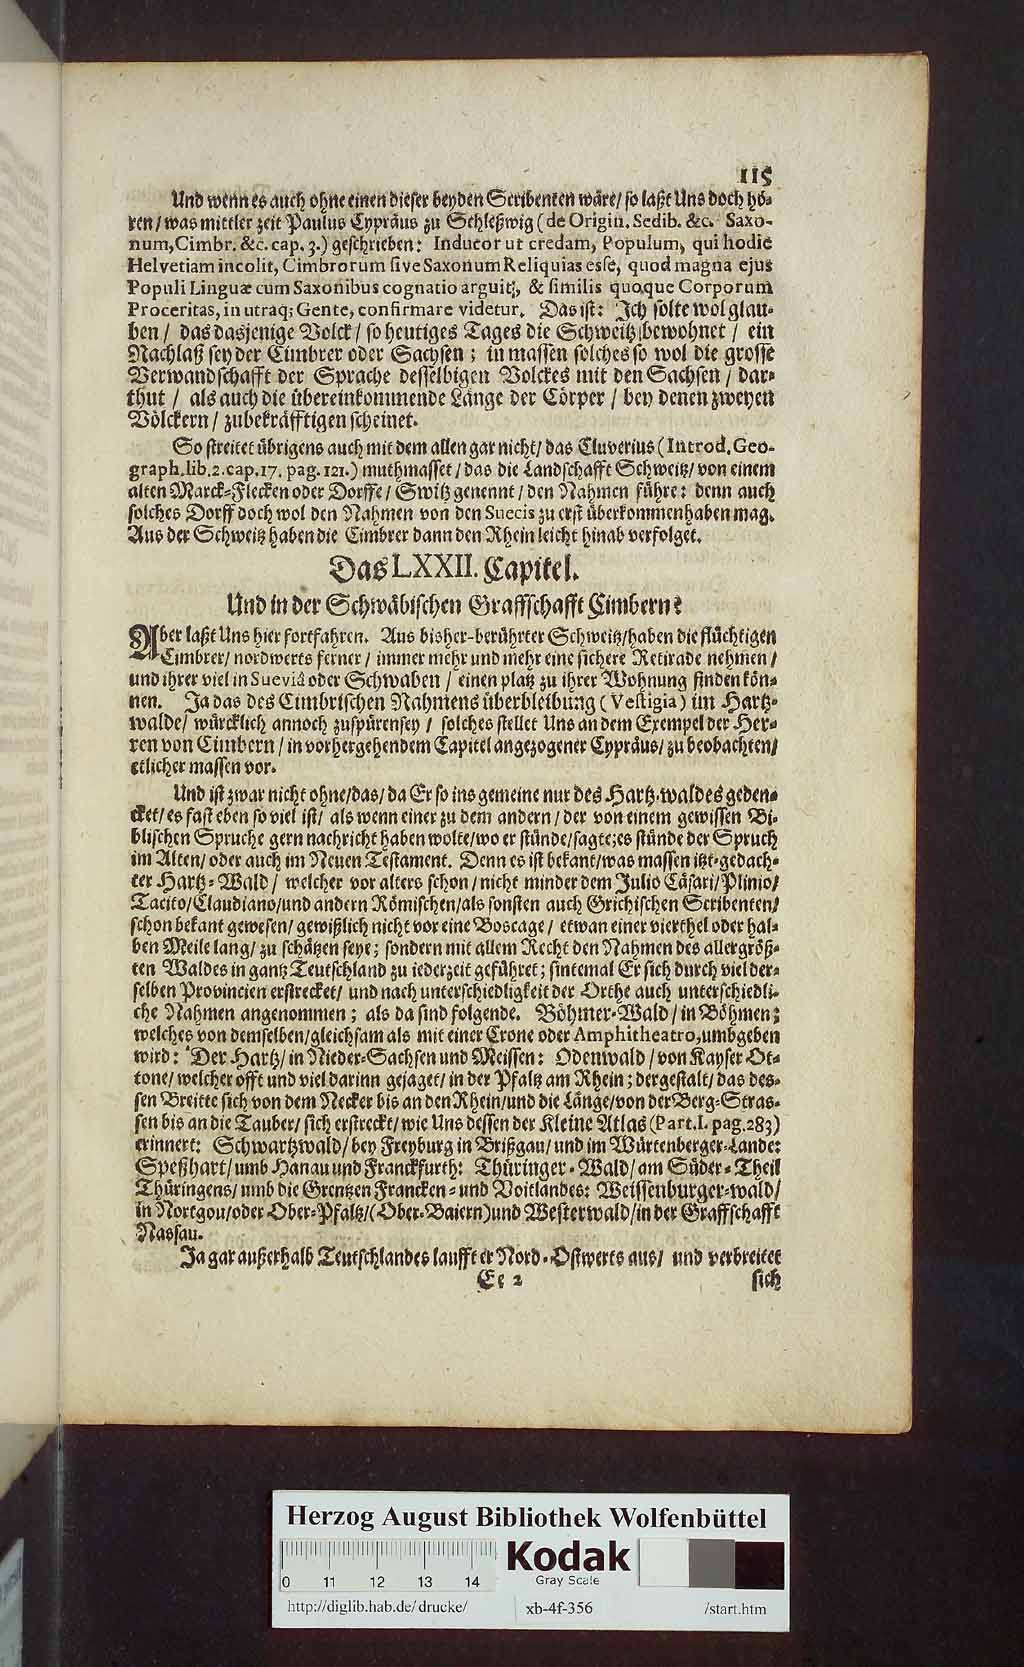 115
Und wenn es auch ohne einen dieser beyden Scribenten wäre/ so laßt Uns doch hö-
ren/ was mittler zeit Paulus Cypräus zu Schleßwig (de Origin. Sedib. &c. Saxo-
num, Cimbr. &c. cap. 3.) geschrieben: Inducor ut credam, Populum, qui hodie
Helvetiam incolit, Cimbrorum sive Saxonum Reliquias esse, quod magna ejus
Populi Linguæ cum Saxonibus cognatio arguit, & similis quoque Corporum
Proceritas, in utraq; Gente, confirmare videtur. Das ist: Ich solte wol glau-
ben/ das dasjenige Volck/ so heutiges Tages die Schweitz bewohnet/ ein
Nachlaß sey der Cimbrer oder Sachsen; in massen solches so wol die grosse
Verwandschafft der Sprache desselbigen Volckes mit den Sachsen/ dar-
thut/ als auch die übereinkommende Länge der Cörper/ bey denen zweyen
Völckern/ zubekräfftigen scheinet.
So streitet übrigens auch mit dem allen gar nicht/ das Cluverius (Introd. Geo-
graph. lib. 2. cap. 17. pag. 121.) muthmasset/ das die Landschafft Schweitz/ von einem
alten Marck-Flecken oder Dorffe/ Switz genennt/ den Nahmen führe: denn auch
solches Dorff doch wol den Nahmen von den Suecis zu erst überkommen haben mag.
Aus der Schweitz haben die Cimbrer dann den Rhein leicht hinab verfolget.
Das LXXII. Capitel.
Und in der Schwäbischen Graffschafft Cimbern?
Aber laßt Uns hier fortfahren. Aus bisher-berührter Schweitz/ haben die flüchtigen
Cimbrer/ nordwerts ferner/ immer mehr und mehr eine sichere Retirade nehmen/
und ihrer viel in Sueviâ oder Schwaben/ einen platz zu ihrer Wohnung finden kön-
nen. Ja das des Cimbrischen Nahmens überbleibung (Vestigia) im Hartz-
walde/ würcklich annoch zuspüren sey/ solches stellet Uns an dem Exempel der Her-
ren von Cimbern/ in vorhergehendem Capitel angezogener Cypräus/ zu beobachten/
etlicher massen vor.
Und ist zwar nicht ohne/ das/ da Er so ins gemeine nur des Hartz-waldes geden-
cket/ es fast eben so viel ist/ als wenn einer zu dem andern/ der von einem gewissen Bi-
blischen Spruche gern nachricht haben wolte/ wo er stünde/ sagte; es stünde der Spruch
im Alten/ oder auch im Neuen Testament. Denn es ist bekant/ was massen itzt-gedach-
ter Hartz-Wald/ welcher vor alters schon/ nicht minder dem Julio Cäsari/ Plinio/
Tacito/ Claudiano/ und andern Römischen/ als sonsten auch Grichischen Scribenten/
schon bekant gewesen/ gewißlich nicht vor eine Boscage/ etwan einer vierthel oder hal-
ben Meile lang/ zu schätzen seye; sondern mit allem Recht den Nahmen des allergröß-
ten Waldes in gantz Teutschland zu iederzeit geführet; sintemal Er sich durch viel der-
selben Provincien erstrecket/ und nach unterschiedligkeit der Orthe auch unterschiedli-
che Nahmen angenommen; als da sind folgende. Böhmer-Wald/ in Böhmen;
welches von demselben/ gleichsam als mit einer Crone oder Amphitheatro, umbgeben
wird: Der Hartz/ in Nieder-Sachsen und Meissen: Odenwald/ von Kayser Ot-
tone/ welcher offt und viel darinn gejaget/ in der Pfaltz am Rhein; dergestalt/ das des-
sen Breitte sich von dem Necker bis an den Rhein/ und die Länge/ von der Berg-Stras-
sen bis an die Tauber/ sich erstreckt/ wie Uns dessen der Kleine Atlas (Part. I. pag. 283)
erinnert: Schwartzwald/ bey Freyburg in Brißgau/ und im Würtenberger-Lande:
Speßhart/ umb Hanau und Franckfurth: Thüringer-Wald/ am Süder-Theil
Thüringens/ umb die Grentzen Francken- und Voitlandes: Weissenburger-wald/
in Nortgou/ oder Ober-Pfaltz/ (Ober-Baiern) und Westerwald/ in der Graffschafft
Nassau.
Ja gar außerhalb Teutschlandes laufft er Nord-Ostwerts aus/ und verbreitet
Ee 2 sich
Herzog August Bibliothek Wolfenbüttel
Kodak
Gray Scale
0 11 12 13 14
http://diglib.hab.de/drucke/ xb-4f-356 /start.htm